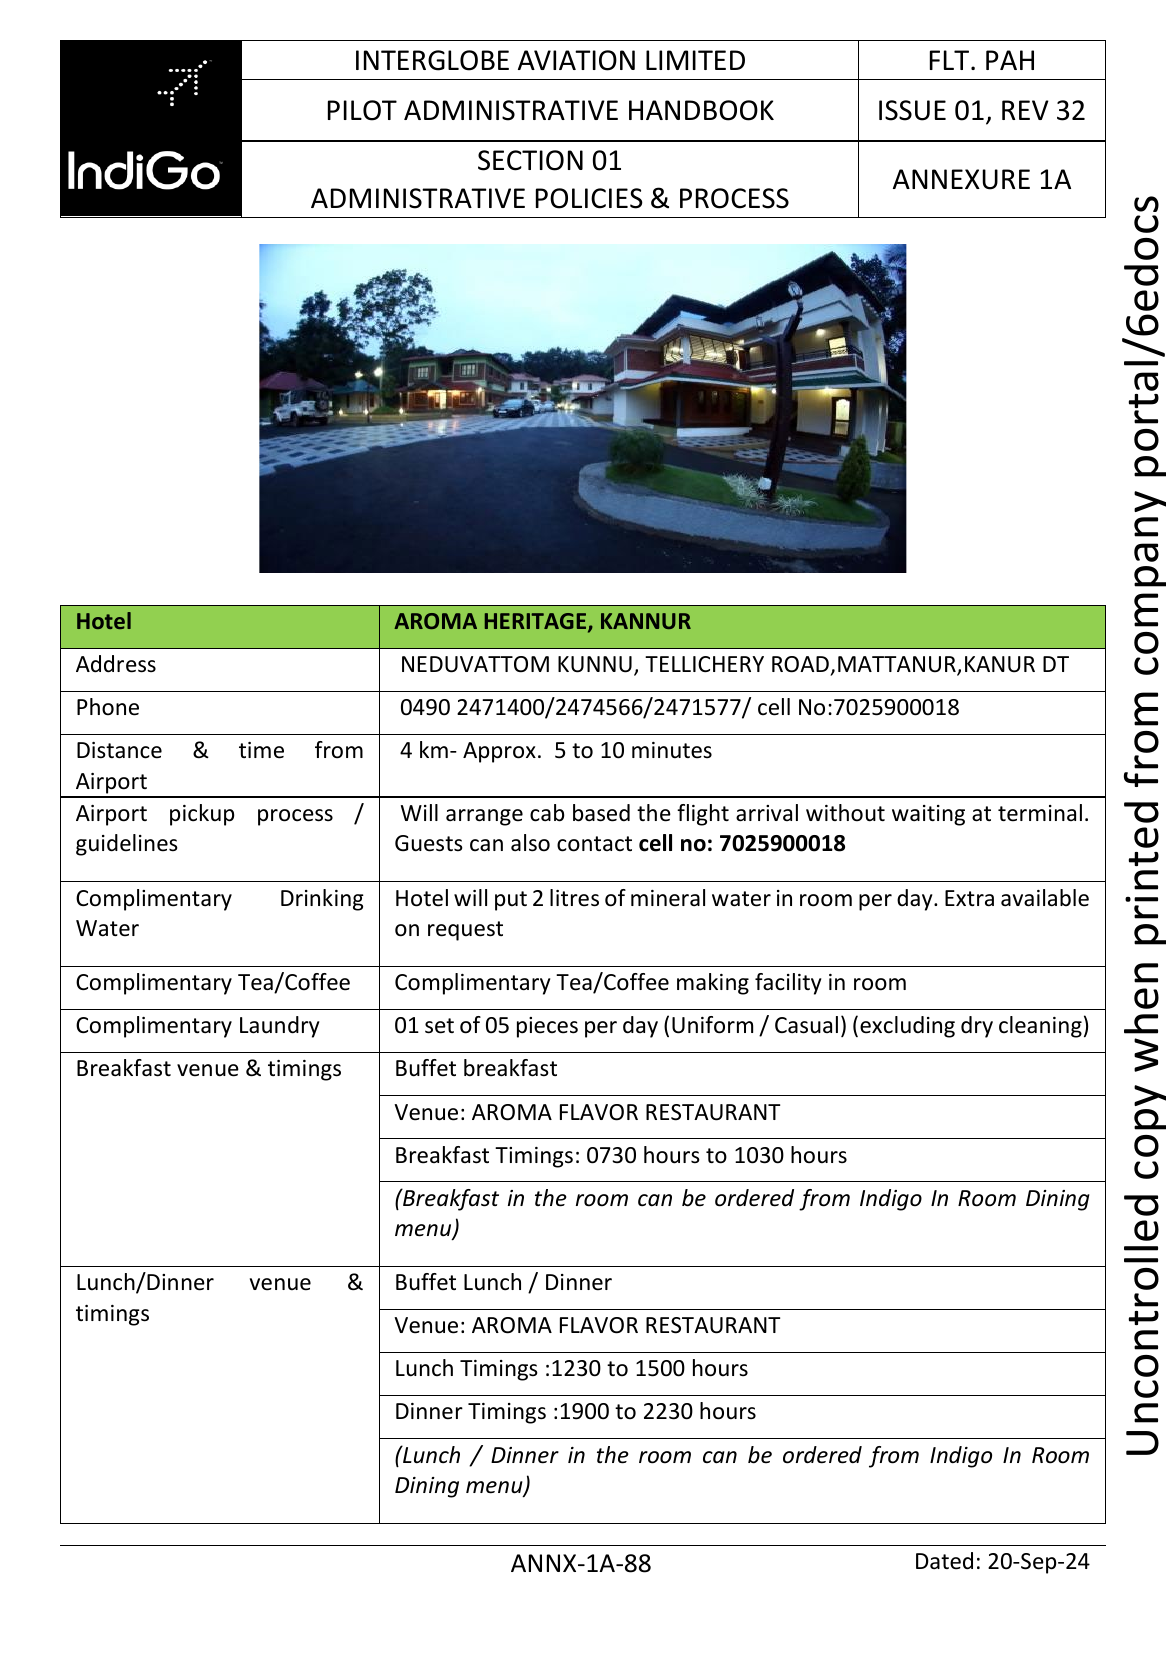 IndiGo
INTERGLOBE AVIATION LIMITED
FLT. PAH
PILOT ADMINISTRATIVE HANDBOOK
ISSUE 01, REV 32
SECTION 01
ADMINISTRATIVE POLICIES & PROCESS
ANNEXURE 1A
Hotel
AROMA HERITAGE, KANNUR
Address
NEDUVATTOM KUNNU, TELLICHERY ROAD,MATTANUR,KANUR DT
Phone
0490 2471400/2474566/2471577/ cell No:7025900018
Distance & time from
Airport
4 km- Approx.  5 to 10 minutes
Airport pickup process /
guidelines
Will arrange cab based the flight arrival without waiting at terminal.
Guests can also contact cell no: 7025900018
Complimentary Drinking
Water
Hotel will put 2 litres of mineral water in room per day. Extra available
on request
Complimentary Tea/Coffee
Complimentary Tea/Coffee making facility in room
Complimentary Laundry
01 set of 05 pieces per day (Uniform / Casual) (excluding dry cleaning)
Breakfast venue & timings
Buffet breakfast
Venue: AROMA FLAVOR RESTAURANT
Breakfast Timings: 0730 hours to 1030 hours
(Breakfast in the room can be ordered from Indigo In Room Dining
menu)
Lunch/Dinner venue &
timings
Buffet Lunch / Dinner
Venue: AROMA FLAVOR RESTAURANT
Lunch Timings :1230 to 1500 hours
Dinner Timings :1900 to 2230 hours
(Lunch / Dinner in the room can be ordered from Indigo In Room
Dining menu)
ANNX-1A-88
Dated: 20-Sep-24
Uncontrolled copy when printed from company portal/6edocs